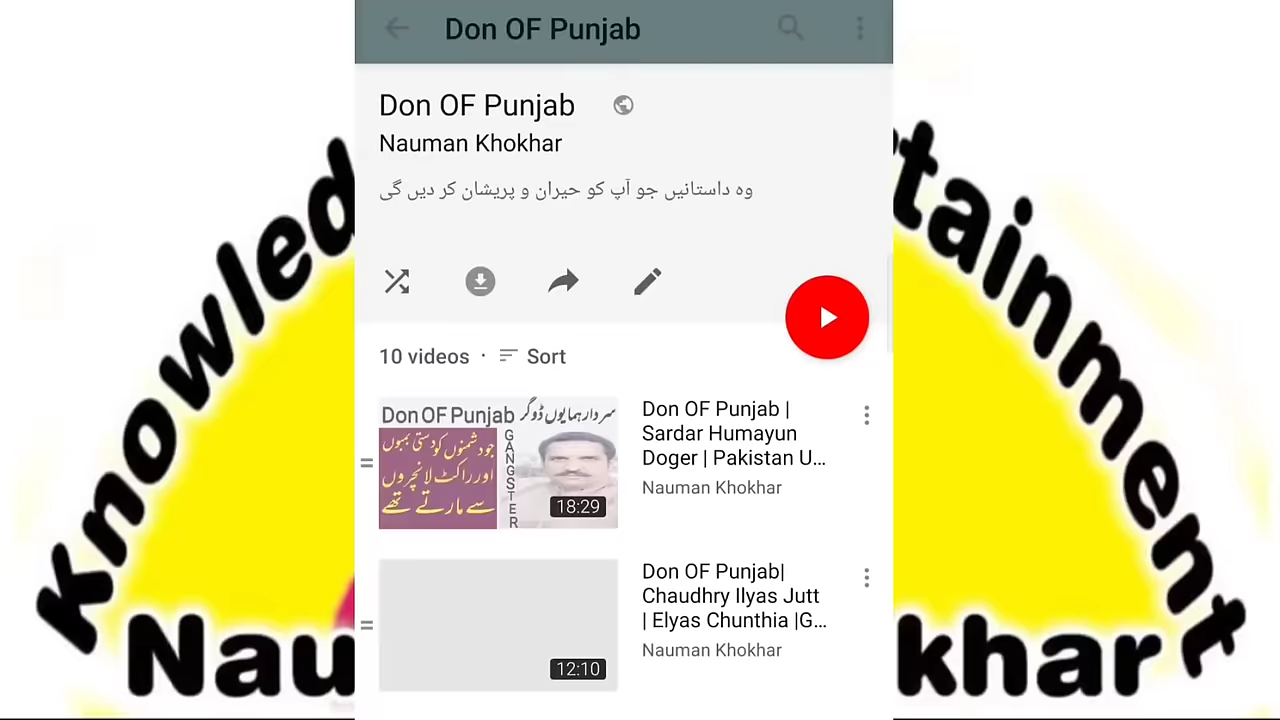 Don OF Punjab
Don OF Punjab
Nauman Khokhar
وہ داستانیں جو آپ کو حیران و پریشان کر دیں گی
10 videos · Sort
Don OF Punjab سردار ہمایوں ڈوگر
جو دشمنوں کو دستی بمبوں
اور راکٹ لانچروں
سے مارتے تھے
GANGSTER
18:29
Don OF Punjab |
Sardar Humayun
Doger | Pakistan U...
Nauman Khokhar
12:10
Don OF Punjab|
Chaudhry Ilyas Jutt
| Elyas Chunthia |G...
Nauman Khokhar
Knowled
tainment
Nau
khar